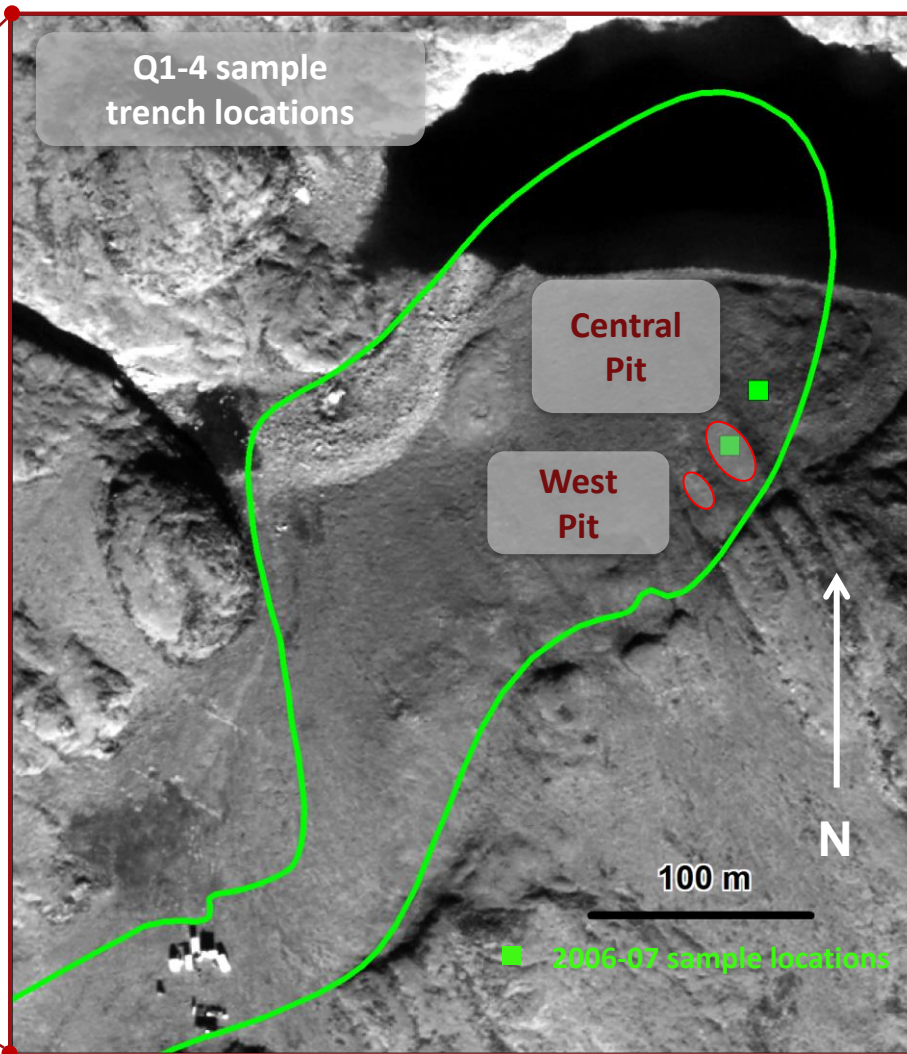 Q1-4 sample
trench locations
Central
Pit
West
Pit
N
100 m
2006-07 sample locations